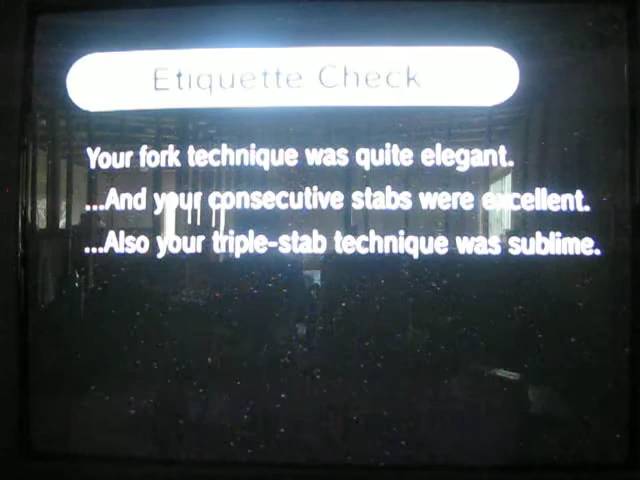 Etiquette Check
Your fork technique was quite elegant.
...And your consecutive stabs were excellent.
...Also your triple-stab technique was sublime.